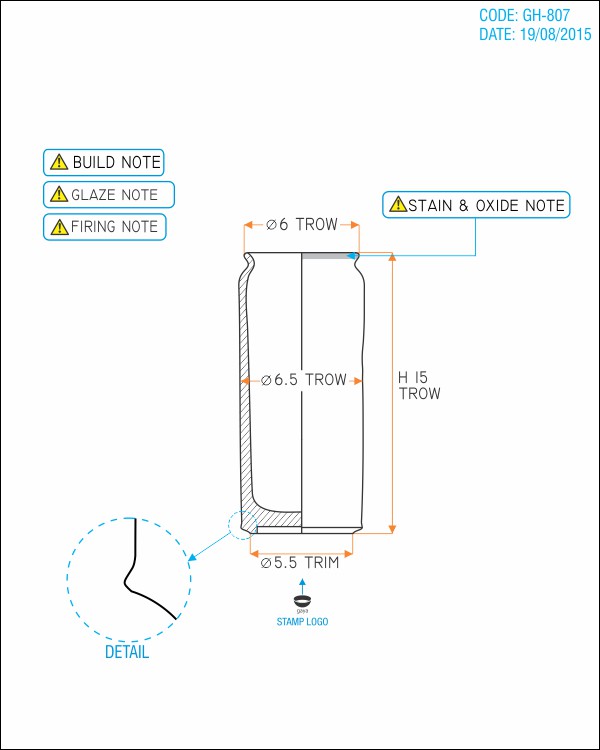 CODE: GH-807
DATE: 19/08/2015
BUILD NOTE
GLAZE NOTE
FIRING NOTE
STAIN & OXIDE NOTE
⌀6 TROW
⌀6.5 TROW
H 15
TROW
⌀5.5 TRIM
gaya
STAMP LOGO
DETAIL